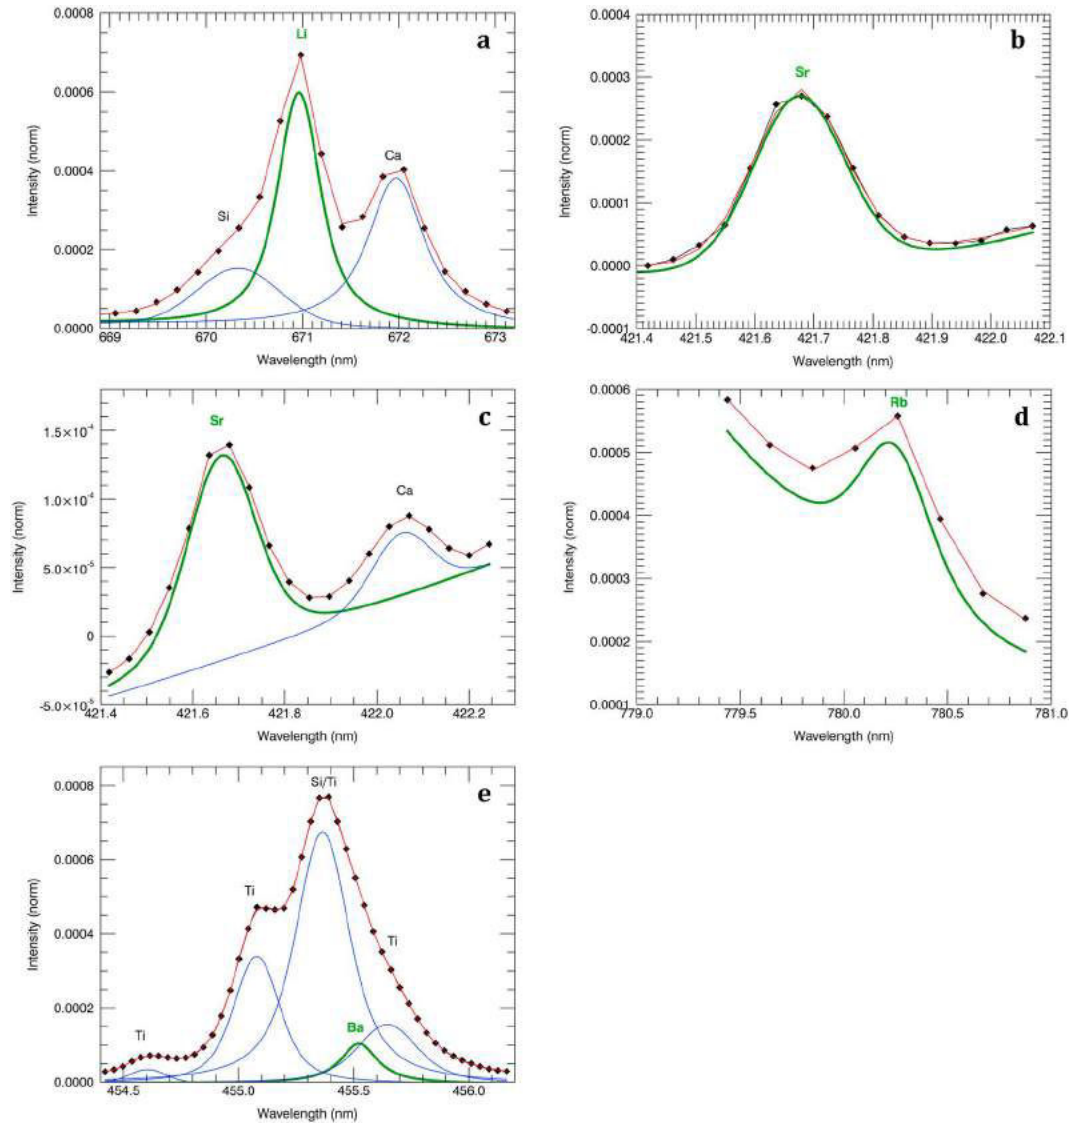 a
Li
Si
Ca
Intensity (norm)
0.0008
0.0006
0.0004
0.0002
0.0000
669 670 671 672 673
Wavelength (nm)
b
Sr
Intensity (norm)
0.0004
0.0003
0.0002
0.0001
0.0000
-0.0001
421.4 421.5 421.6 421.7 421.8 421.9 422.0 422.1
Wavelength (nm)
c
Sr
Ca
Intensity (norm)
1.5×10⁻⁴
1.0×10⁻⁴
5.0×10⁻⁵
0
-5.0×10⁻⁵
421.4 421.6 421.8 422.0 422.2
Wavelength (nm)
d
Rb
Intensity (norm)
0.0006
0.0005
0.0004
0.0003
0.0002
0.0001
779.0 779.5 780.0 780.5 781.0
Wavelength (nm)
e
Si/Ti
Ti
Ti
Ti
Ba
Intensity (norm)
0.0008
0.0006
0.0004
0.0002
0.0000
454.5 455.0 455.5 456.0
Wavelength (nm)